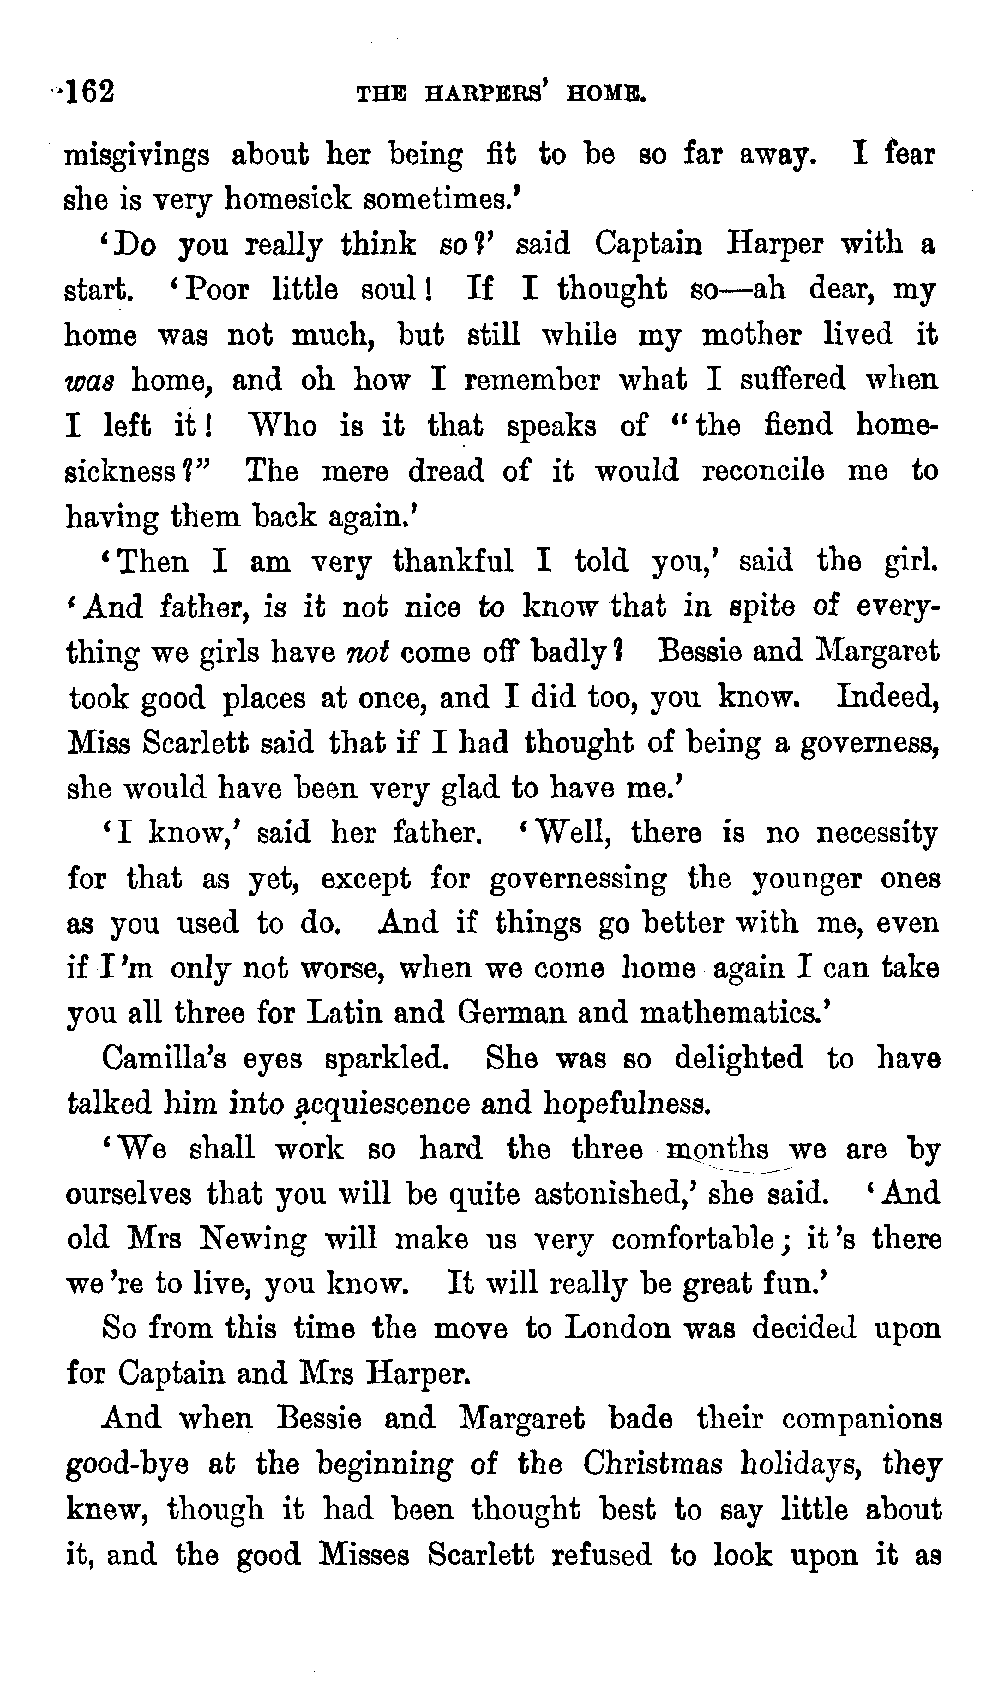 162 THE HARPERS' HOME.
misgivings about her being fit to be so far away. I fear
she is very homesick sometimes.'
'Do you really think so?' said Captain Harper with a
start. 'Poor little soul! If I thought so—ah dear, my
home was not much, but still while my mother lived it
was home, and oh how I remember what I suffered when
I left it! Who is it that speaks of "the fiend home-
sickness?" The mere dread of it would reconcile me to
having them back again.'
'Then I am very thankful I told you,' said the girl.
'And father, is it not nice to know that in spite of every-
thing we girls have not come off badly? Bessie and Margaret
took good places at once, and I did too, you know. Indeed,
Miss Scarlett said that if I had thought of being a governess,
she would have been very glad to have me.'
'I know,' said her father. 'Well, there is no necessity
for that as yet, except for governessing the younger ones
as you used to do. And if things go better with me, even
if I'm only not worse, when we come home again I can take
you all three for Latin and German and mathematics.'
Camilla's eyes sparkled. She was so delighted to have
talked him into acquiescence and hopefulness.
'We shall work so hard the three months we are by
ourselves that you will be quite astonished,' she said. 'And
old Mrs Newing will make us very comfortable; it's there
we're to live, you know. It will really be great fun.'
So from this time the move to London was decided upon
for Captain and Mrs Harper.
And when Bessie and Margaret bade their companions
good-bye at the beginning of the Christmas holidays, they
knew, though it had been thought best to say little about
it, and the good Misses Scarlett refused to look upon it as